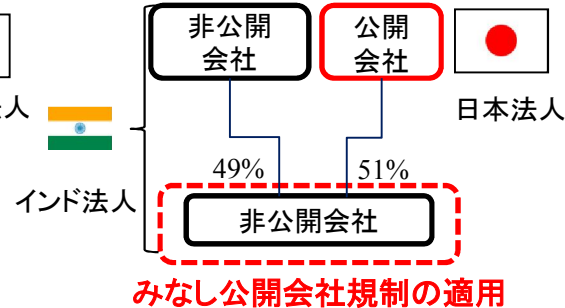 非公開
会社
公開
会社
人
日本法人
49%
51%
インド法人
非公開会社
みなし公開会社規制の適用